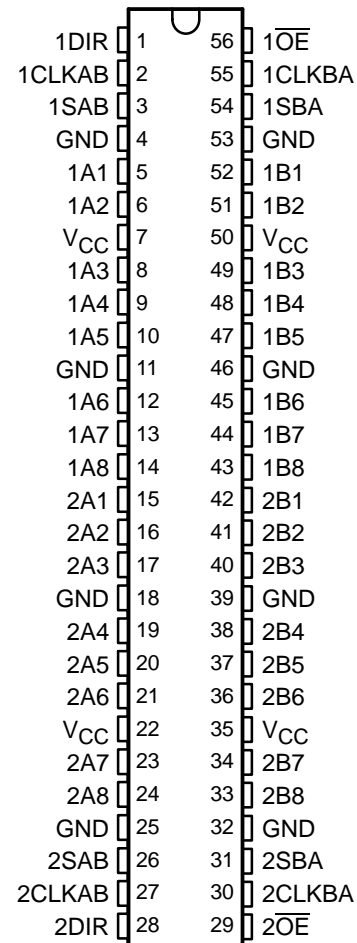 1DIR 1 56 1O̅E̅
1CLKAB 2 55 1CLKBA
1SAB 3 54 1SBA
GND 4 53 GND
1A1 5 52 1B1
1A2 6 51 1B2
VCC 7 50 VCC
1A3 8 49 1B3
1A4 9 48 1B4
1A5 10 47 1B5
GND 11 46 GND
1A6 12 45 1B6
1A7 13 44 1B7
1A8 14 43 1B8
2A1 15 42 2B1
2A2 16 41 2B2
2A3 17 40 2B3
GND 18 39 GND
2A4 19 38 2B4
2A5 20 37 2B5
2A6 21 36 2B6
VCC 22 35 VCC
2A7 23 34 2B7
2A8 24 33 2B8
GND 25 32 GND
2SAB 26 31 2SBA
2CLKAB 27 30 2CLKBA
2DIR 28 29 2O̅E̅